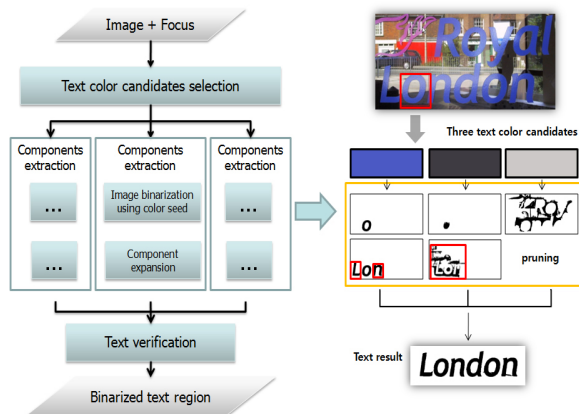 Image + Focus
Text color candidates selection
Components extraction
...
...
Components extraction
Image binarization using color seed
Component expansion
Components extraction
...
...
Text verification
Binarized text region
Royal
London
Three text color candidates
o
Lon
Lon
pruning
Text result
London